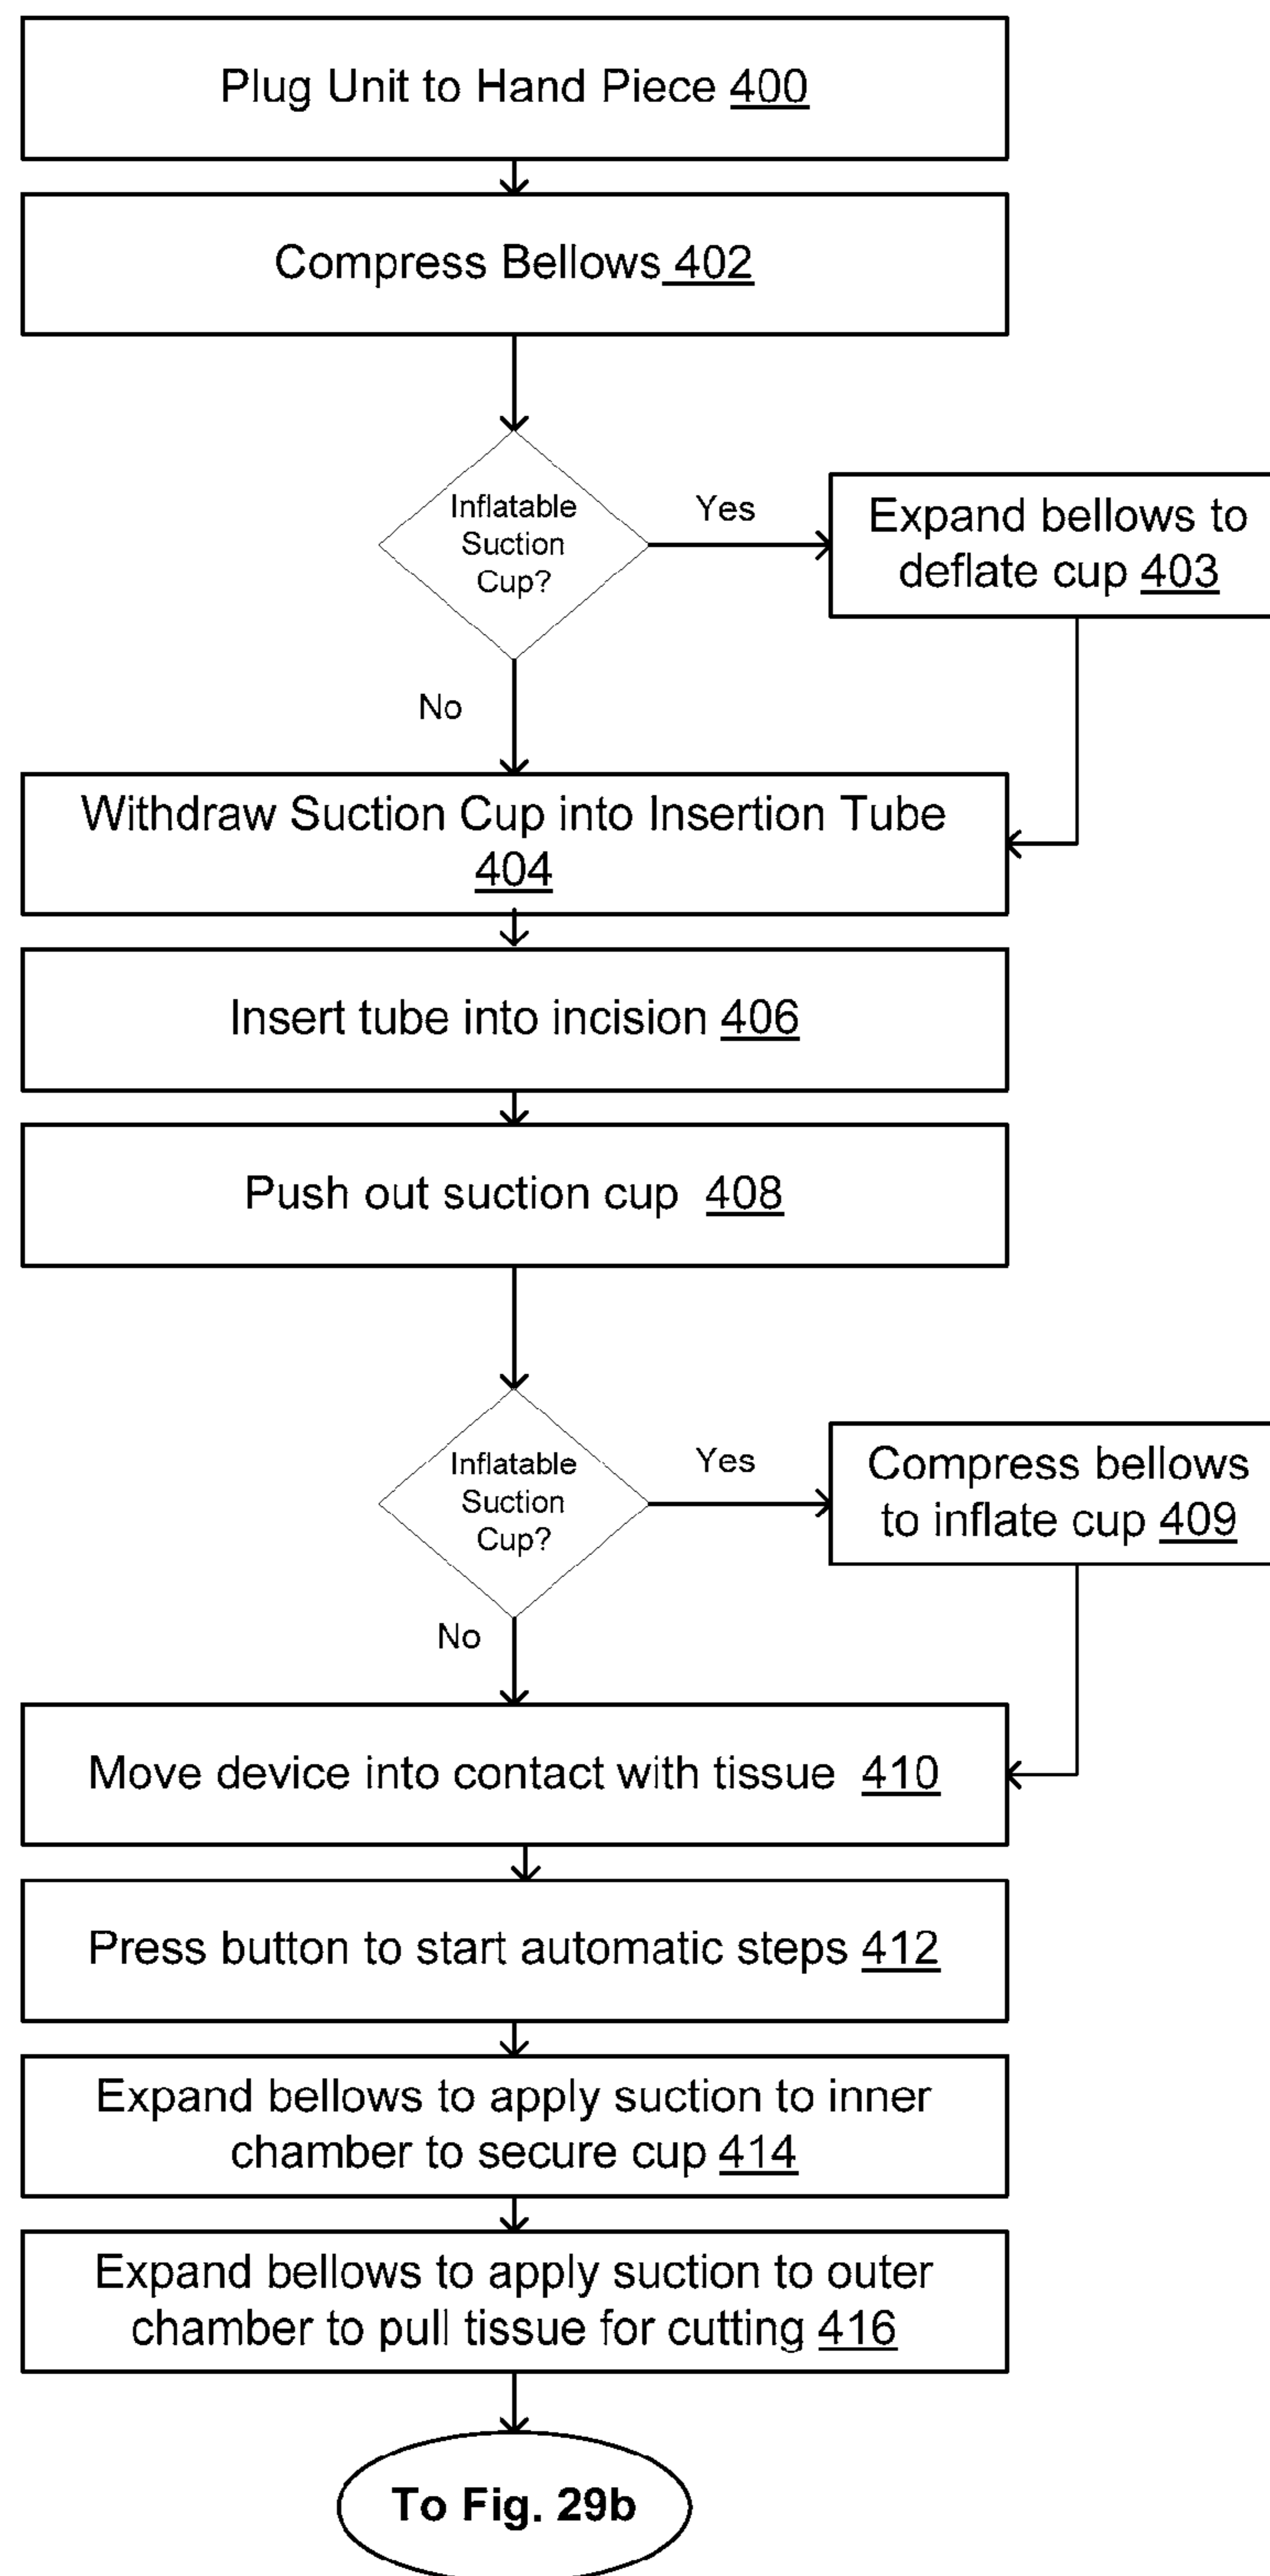 Plug Unit to Hand Piece 400
Compress Bellows 402
Inflatable
Suction
Cup?
Yes
Expand bellows to
deflate cup 403
No
Withdraw Suction Cup into Insertion Tube
404
Insert tube into incision 406
Push out suction cup 408
Inflatable
Suction
Cup?
Yes
Compress bellows
to inflate cup 409
No
Move device into contact with tissue 410
Press button to start automatic steps 412
Expand bellows to apply suction to inner
chamber to secure cup 414
Expand bellows to apply suction to outer
chamber to pull tissue for cutting 416
To Fig. 29b